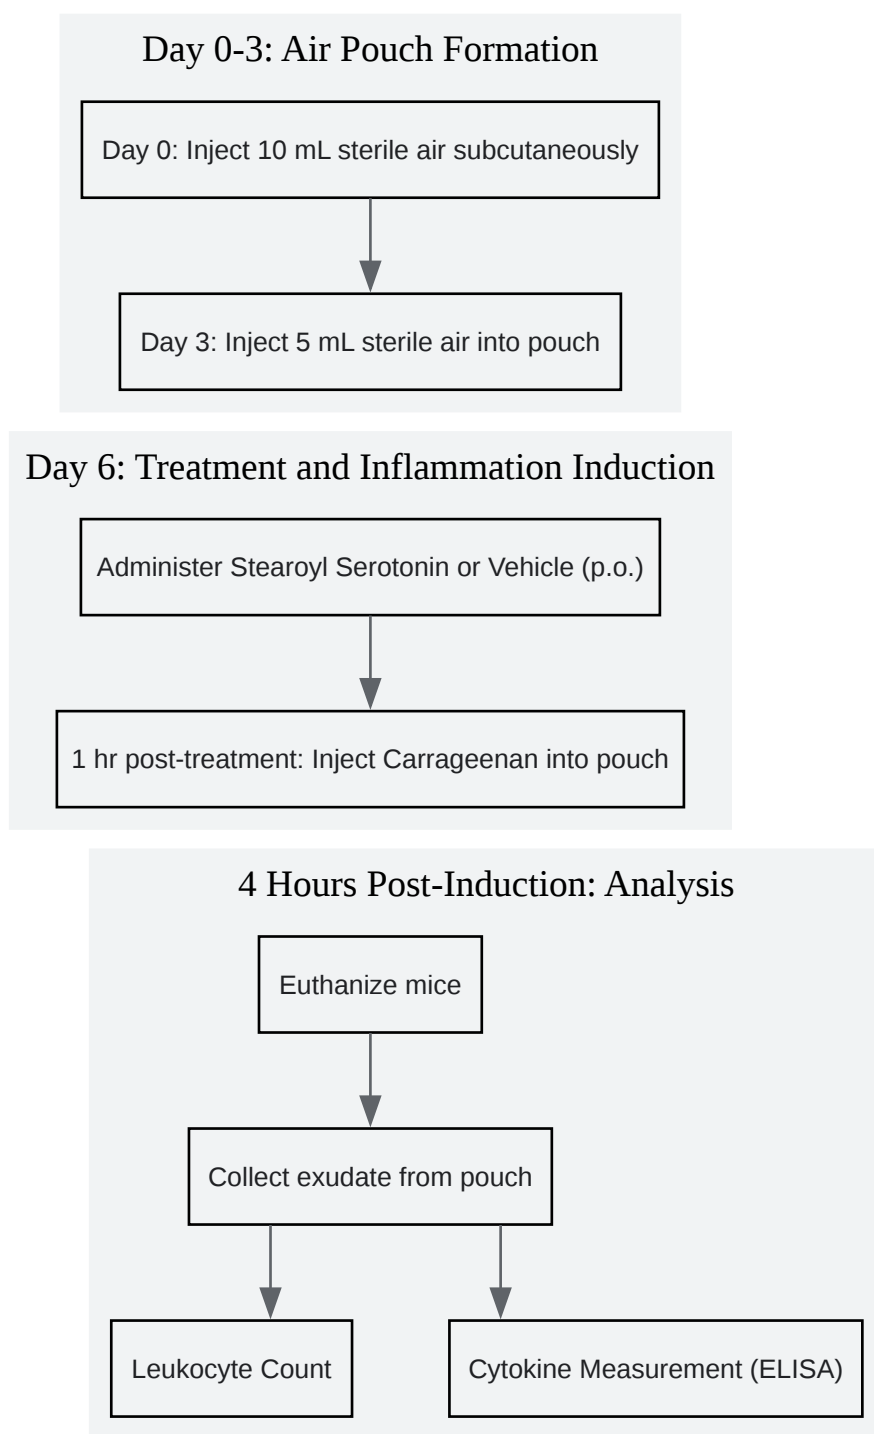 Day 0-3: Air Pouch Formation
Day 0: Inject 10 mL sterile air subcutaneously
Day 3: Inject 5 mL sterile air into pouch
Day 6: Treatment and Inflammation Induction
Administer Stearoyl Serotonin or Vehicle (p.o.)
1 hr post-treatment: Inject Carrageenan into pouch
4 Hours Post-Induction: Analysis
Euthanize mice
Collect exudate from pouch
Leukocyte Count
Cytokine Measurement (ELISA)